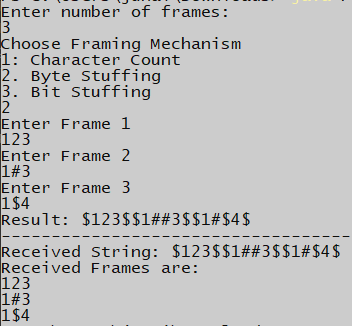 Enter number of frames:
3
Choose Framing Mechanism
1: Character Count
2. Byte Stuffing
3. Bit Stuffing
2
Enter Frame 1
123
Enter Frame 2
1#3
Enter Frame 3
1$4
Result: $123$$1##3$$1#$4$
-----------------------------------
Received String: $123$$1##3$$1#$4$
Received Frames are:
123
1#3
1$4